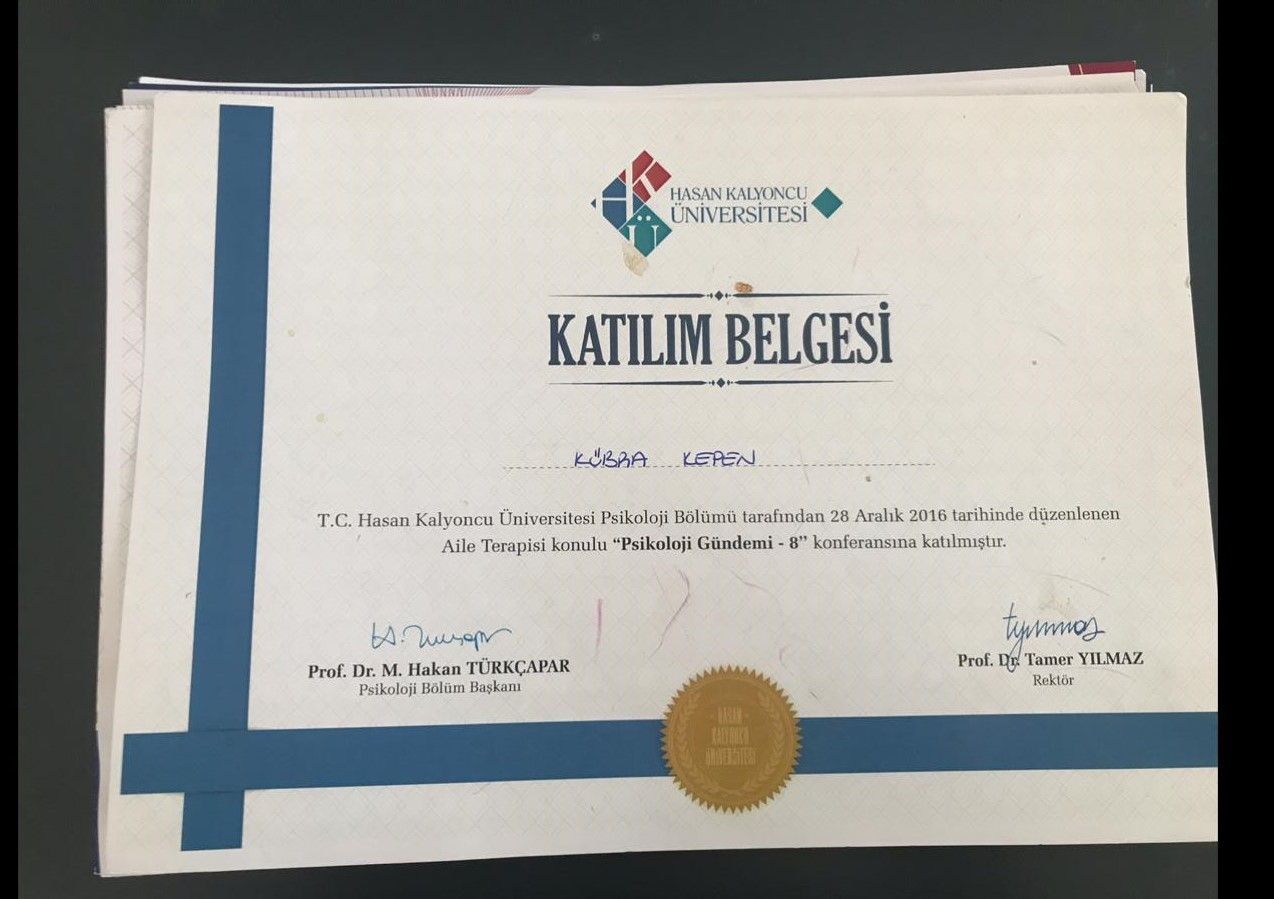 HASAN KALYONCU
ÜNİVERSİTESİ
KATILIM BELGESİ
KÜBRA KEPEN
T.C. Hasan Kalyoncu Üniversitesi Psikoloji Bölümü tarafından 28 Aralık 2016 tarihinde düzenlenen
Aile Terapisi konulu “Psikoloji Gündemi - 8” konferansına katılmıştır.
Prof. Dr. M. Hakan TÜRKÇAPAR
Psikoloji Bölüm Başkanı
Prof. Dr. Tamer YILMAZ
Rektör
HASAN
KALYONCU
ÜNİVERSİTESİ